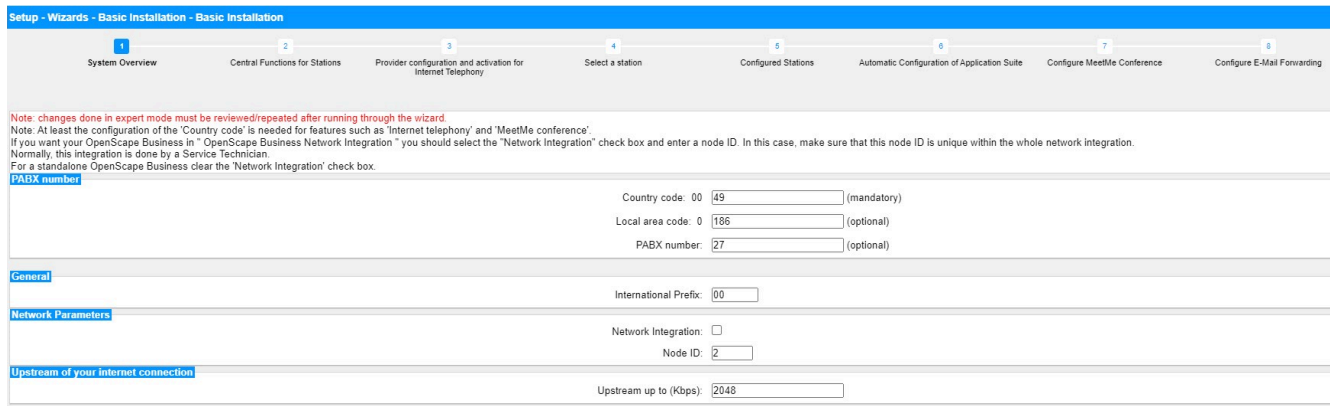 Setup - Wizards - Basic Installation - Basic Installation
1
2
3
4
5
6
7
8
System Overview
Central Functions for Stations
Provider configuration and activation for
Internet Telephony
Select a station
Configured Stations
Automatic Configuration of Application Suite
Configure MeetMe Conference
Configure E-Mail Forwarding
Note: changes done in expert mode must be reviewed/repeated after running through the wizard.
Note: At least the configuration of the 'Country code' is needed for features such as 'Internet telephony' and 'MeetMe conference'.
If you want your OpenScape Business in " OpenScape Business Network Integration " you should select the "Network Integration" check box and enter a node ID. In this case, make sure that this node ID is unique within the whole network integration.
Normally, this integration is done by a Service Technician.
For a standalone OpenScape Business clear the 'Network Integration' check box.
PABX number
Country code: 00 49 (mandatory)
Local area code: 0 186 (optional)
PABX number: 27 (optional)
General
International Prefix: 00
Network Parameters
Network Integration:
Node ID: 2
Upstream of your internet connection
Upstream up to (Kbps): 2048